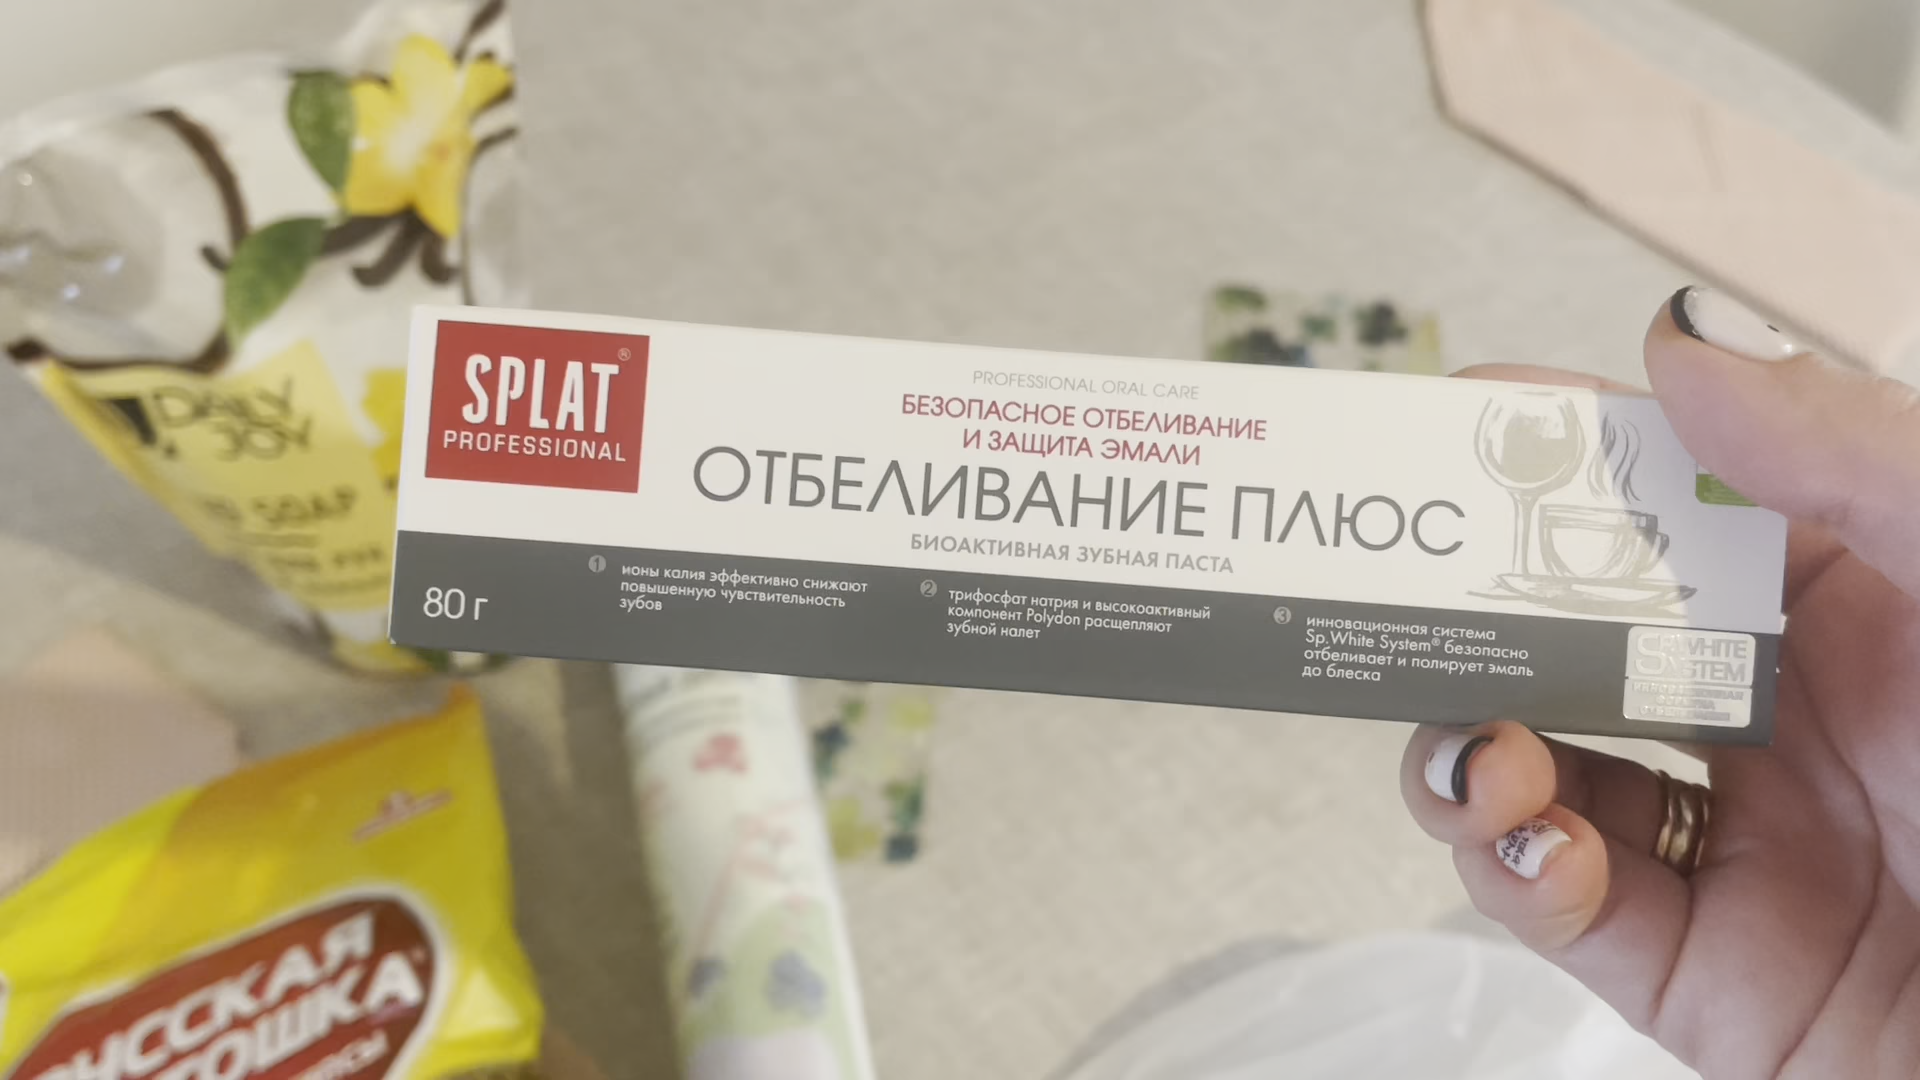 SPLAT®
PROFESSIONAL
PROFESSIONAL ORAL CARE
БЕЗОПАСНОЕ ОТБЕЛИВАНИЕ
И ЗАЩИТА ЭМАЛИ
ОТБЕЛИВАНИЕ ПЛЮС
БИОАКТИВНАЯ ЗУБНАЯ ПАСТА
80 г
1 ионы калия эффективно снижают
повышенную чувствительность
зубов
2 трифосфат натрия и высокоактивный
компонент Polydon расщепляют
зубной налет
3 инновационная система
Sp.White System® безопасно
отбеливает и полирует эмаль
до блеска
WHITE
SYSTEM
DAILY
JOY
SOAP
РУССКАЯ